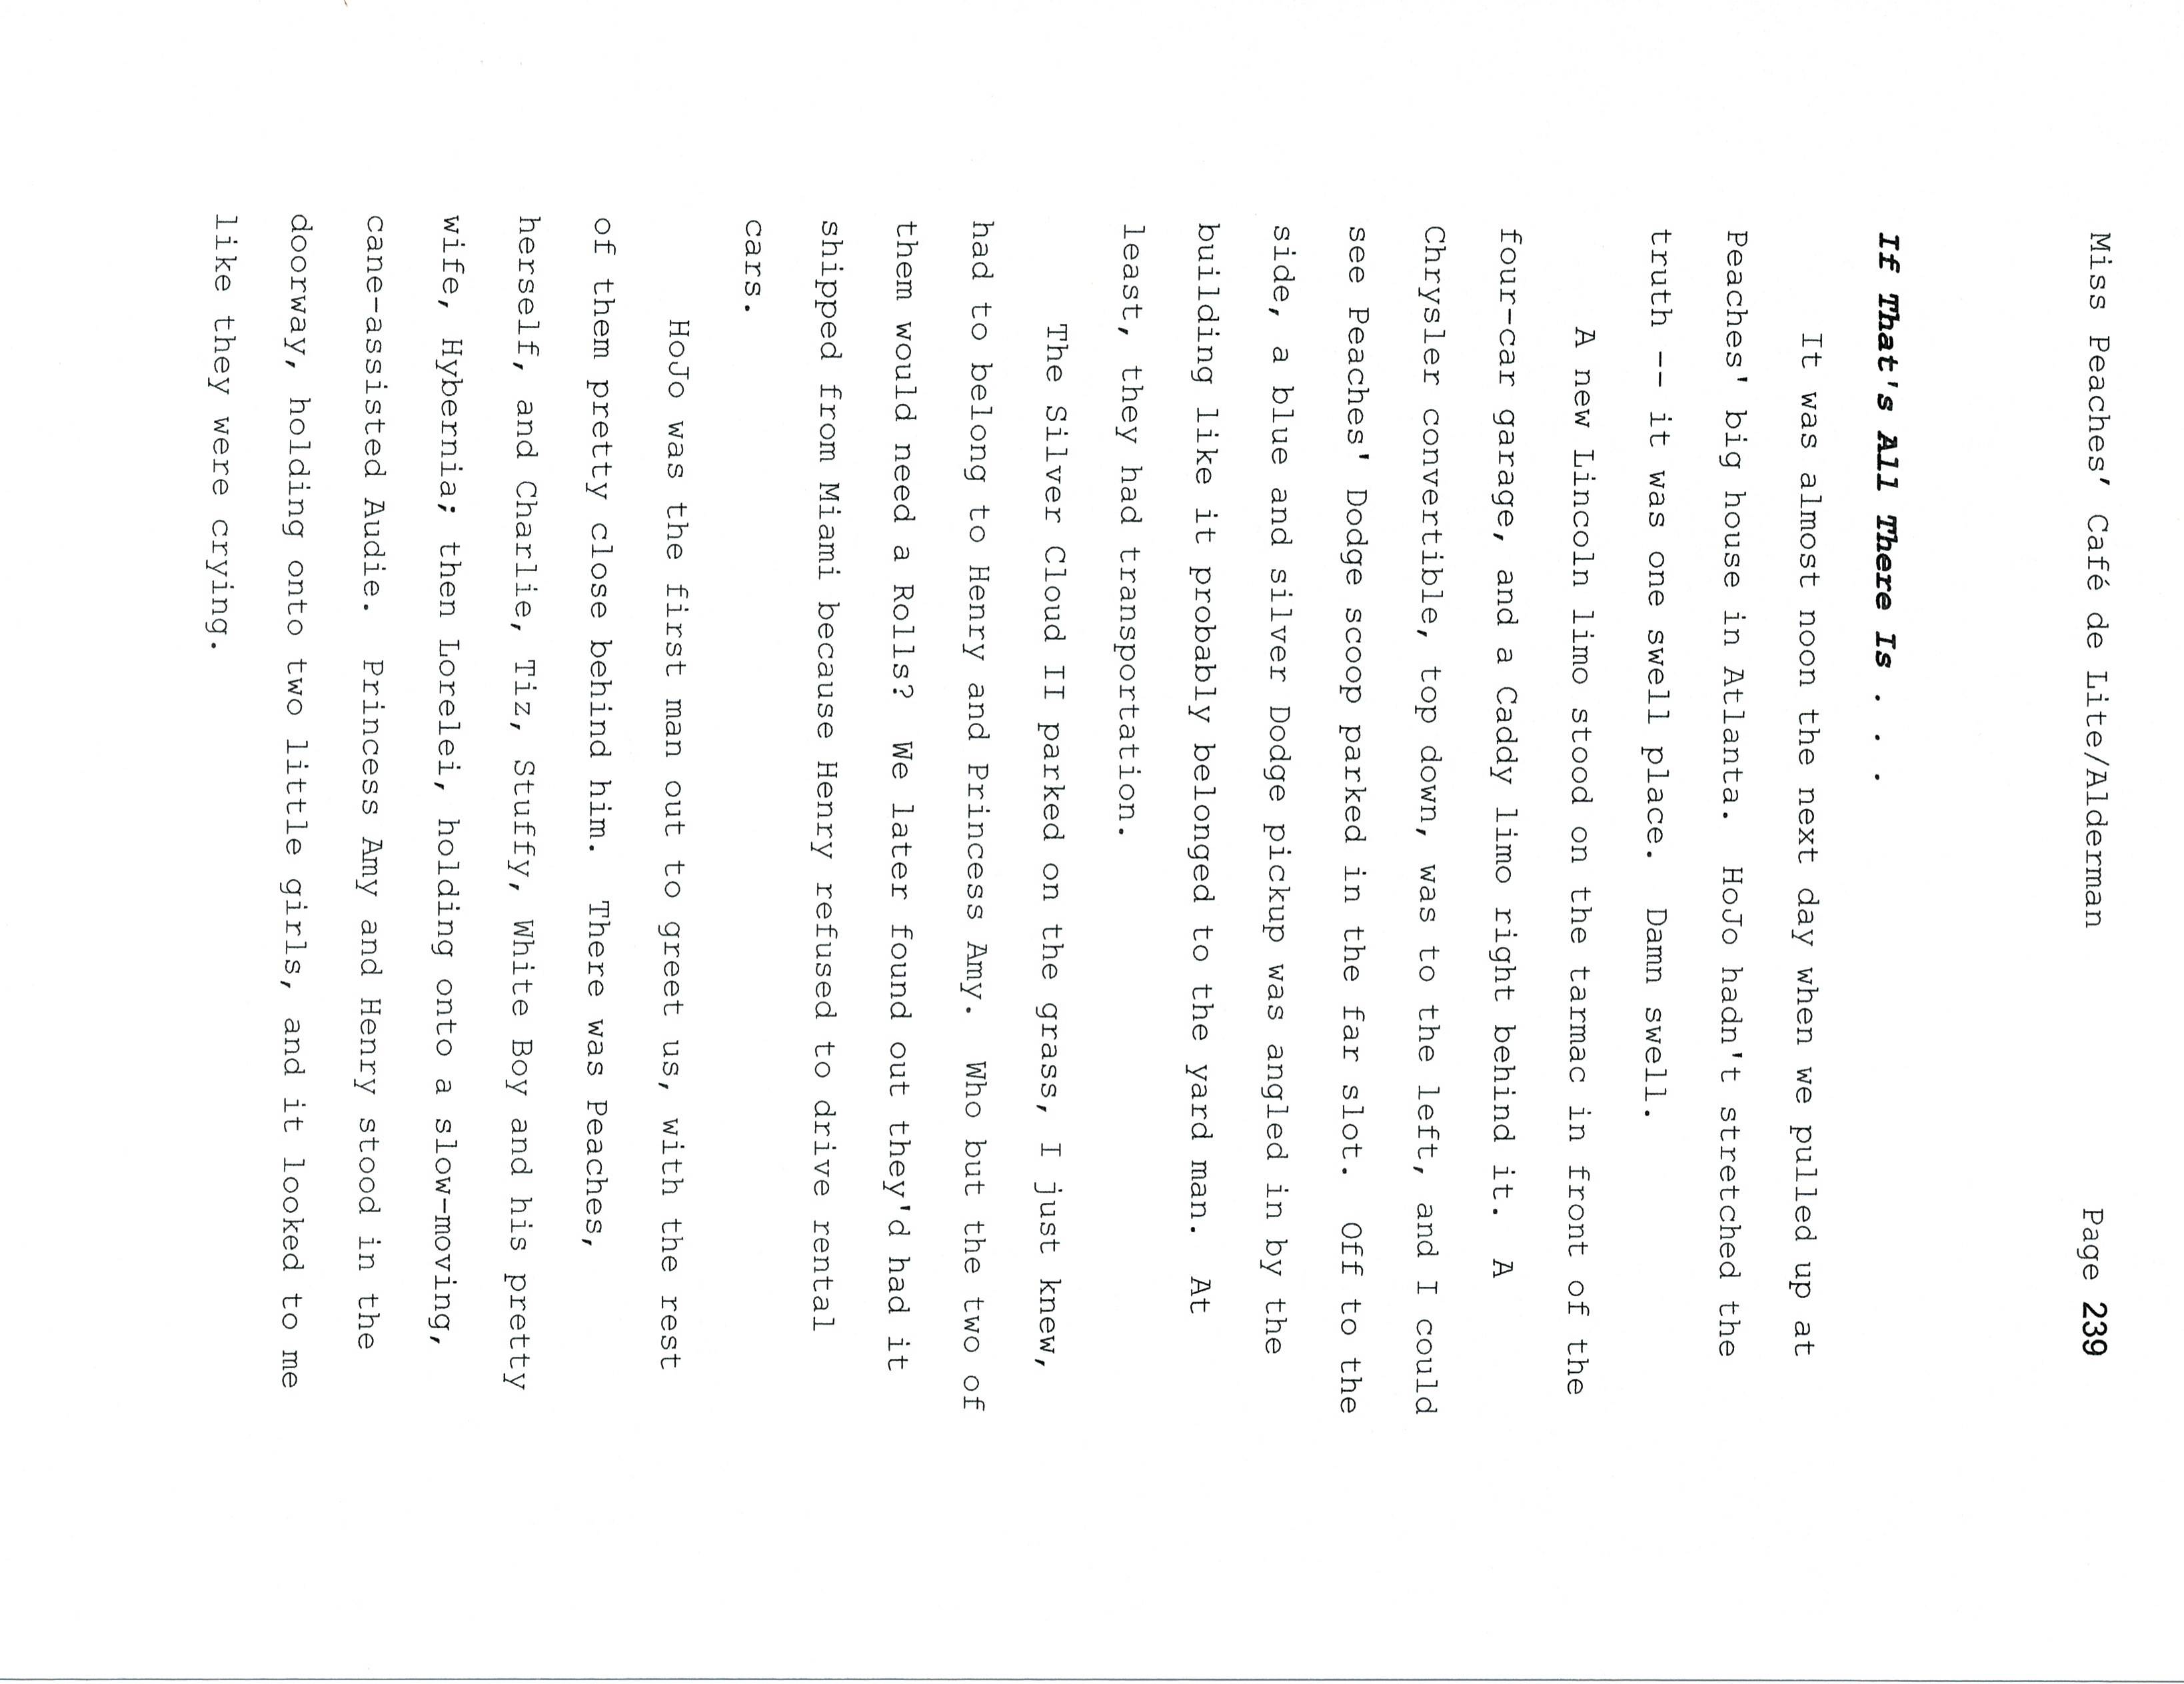 Miss Peaches’ Café de Lite/Alderman Page 239
If That's All There Is . . .
It was almost noon the next day when we pulled up at
Peaches' big house in Atlanta.  HoJo hadn't stretched the
truth -- it was one swell place.  Damn swell.
A new Lincoln limo stood on the tarmac in front of the
four-car garage, and a Caddy limo right behind it.  A
Chrysler convertible, top down, was to the left, and I could
see Peaches' Dodge scoop parked in the far slot.  Off to the
side, a blue and silver Dodge pickup was angled in by the
building like it probably belonged to the yard man.  At
least, they had transportation.
The Silver Cloud II parked on the grass, I just knew,
had to belong to Henry and Princess Amy.  Who but the two of
them would need a Rolls?  We later found out they'd had it
shipped from Miami because Henry refused to drive rental
cars.
HoJo was the first man out to greet us, with the rest
of them pretty close behind him.  There was Peaches,
herself, and Charlie, Tiz, Stuffy, White Boy and his pretty
wife, Hybernia; then Lorelei, holding onto a slow-moving,
cane-assisted Audie.  Princess Amy and Henry stood in the
doorway, holding onto two little girls, and it looked to me
like they were crying.